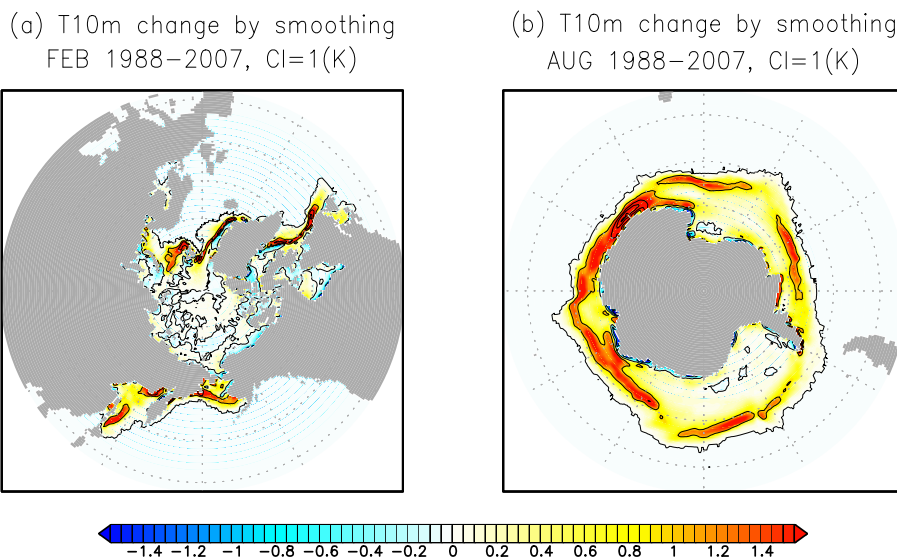 (a) T10m change by smoothing
FEB 1988−2007, CI=1(K)
(b) T10m change by smoothing
AUG 1988−2007, CI=1(K)
−1.4 −1 −0.8 −0.6 −0.4 −0.2 0 0.2 0.4 0.6 0.8 1 1.2 1.4